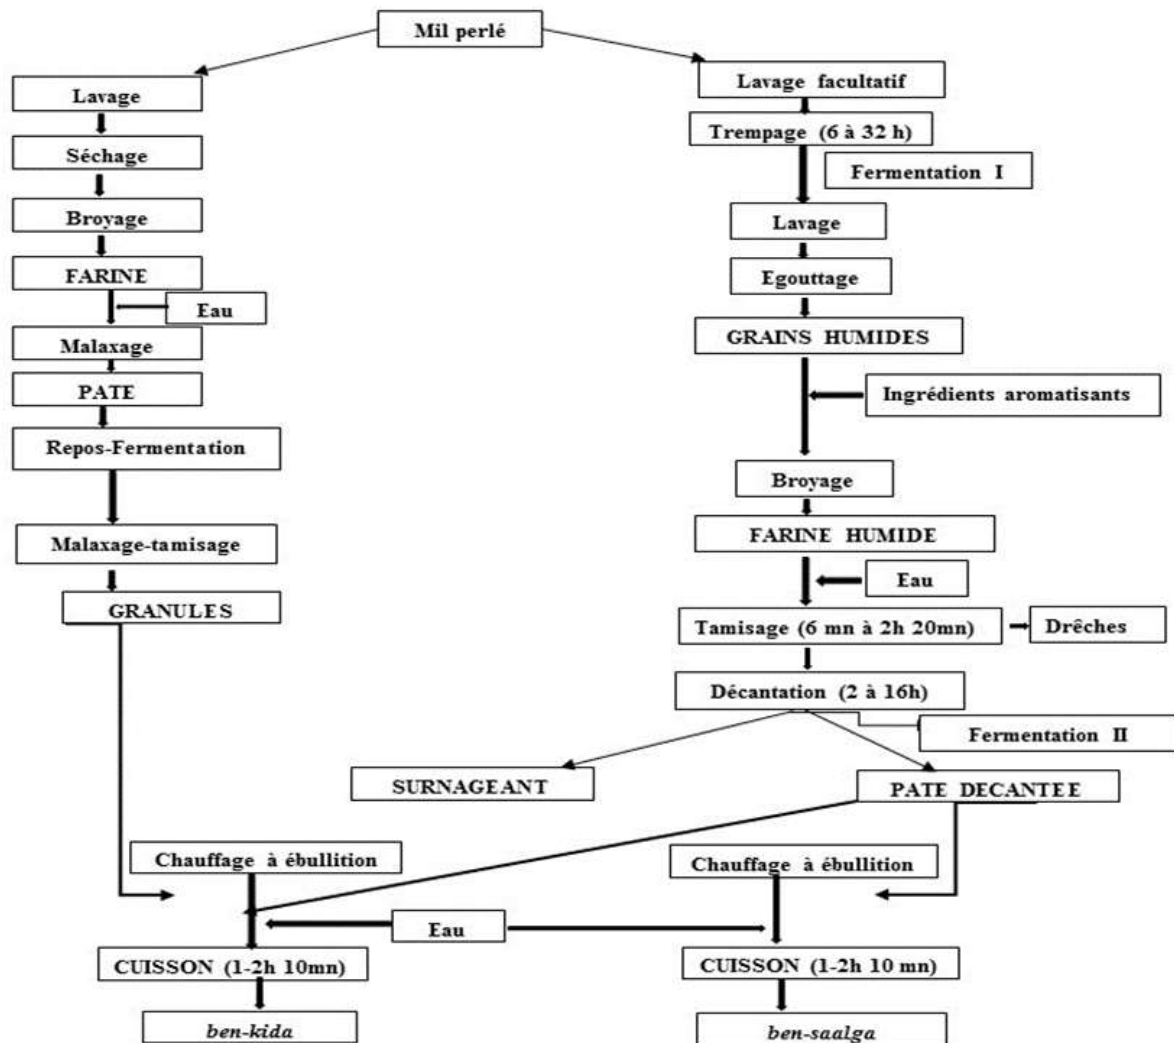 Mil perlé
Lavage
Séchage
Broyage
FARINE
Eau
Malaxage
PATE
Repos-Fermentation
Malaxage-tamisage
GRANULES
Lavage facultatif
Trempage (6 à 32 h)
Fermentation I
Lavage
Egouttage
GRAINS HUMIDES
Ingrédients aromatisants
Broyage
FARINE HUMIDE
Eau
Tamisage (6 mn à 2h 20mn)
Drêches
Décantation (2 à 16h)
Fermentation II
SURNAGEANT
PATE DECANTEE
Chauffage à ébullition
Chauffage à ébullition
Eau
CUISSON (1-2h 10mn)
CUISSON (1-2h 10 mn)
ben-kida
ben-saalga